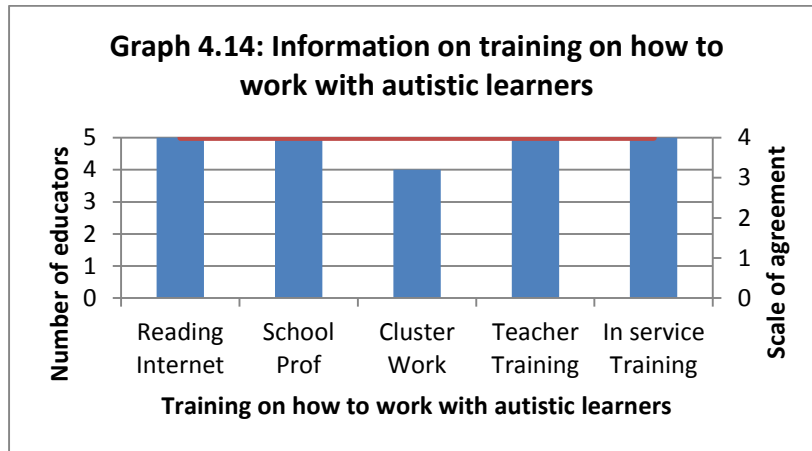 Graph 4.14: Information on training on how to
work with autistic learners
Number of educators
5
4
3
2
1
0
4
3
2
1
0
Scale of agreement
Reading
Internet
School
Prof
Cluster
Work
Teacher
Training
In service
Training
Training on how to work with autistic learners